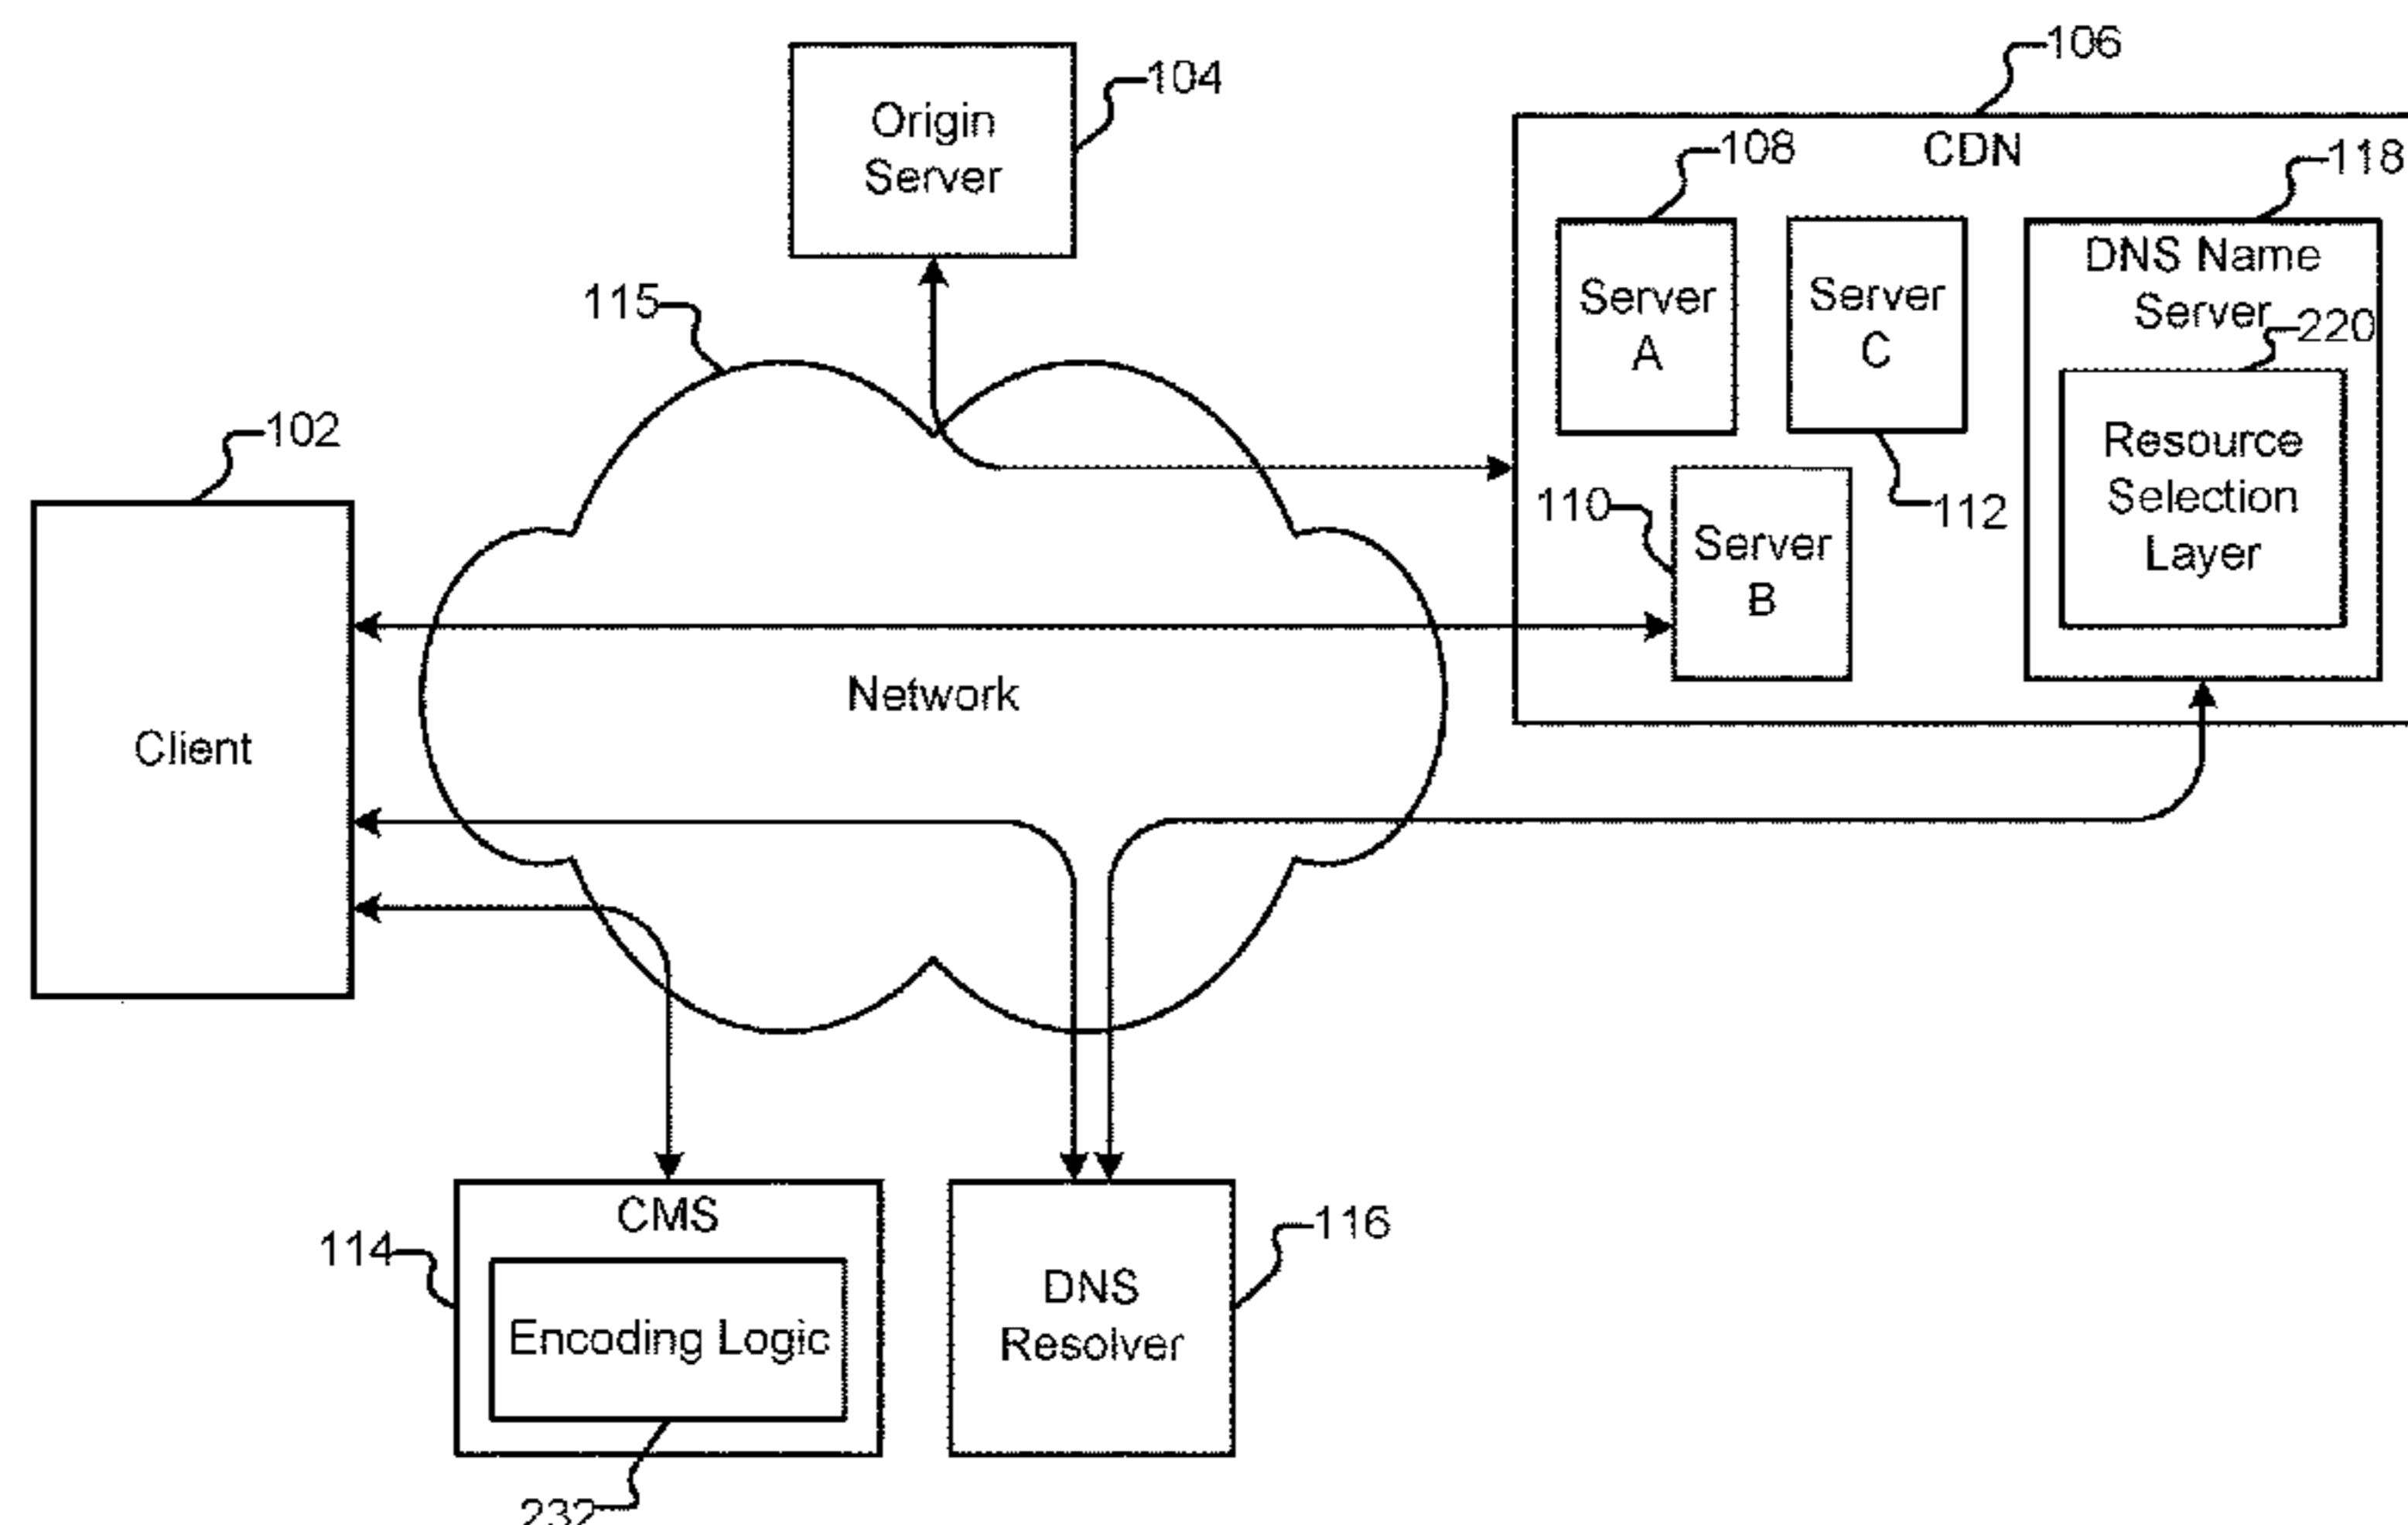 106
104
Origin
Server
CDN
108
118
Server
A
Server
C
DNS Name
Server
220
115
Resource
Selection
Layer
102
110
112
Server
B
Network
Client
CMS
114
116
DNS
Resolver
Encoding Logic
232